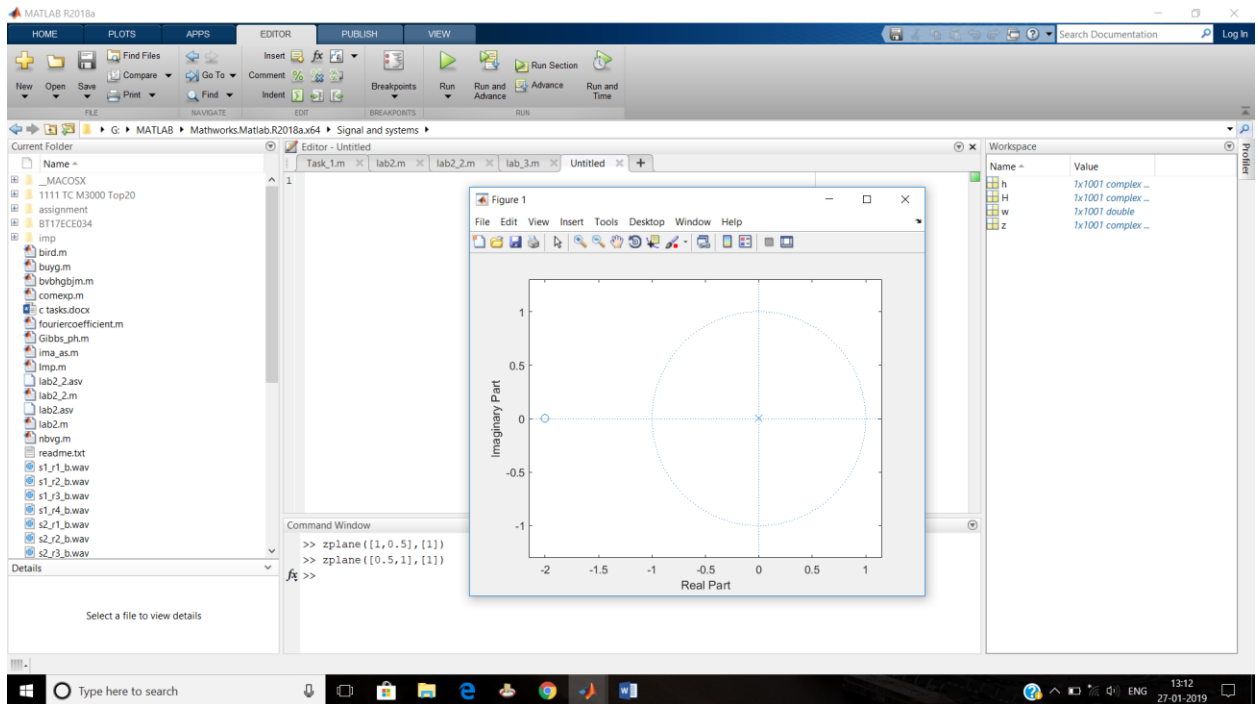 MATLAB R2018a
HOME PLOTS APPS EDITOR PUBLISH VIEW Search Documentation Log In
New Open Save Find Files Compare Print Go To Find Insert fx Comment % Indent Breakpoints Run Run and Advance Run Section Advance Run and Time
FILE NAVIGATE EDIT BREAKPOINTS RUN
G: MATLAB Mathworks.Matlab.R2018a.x64 Signal and systems
Current Folder
Name
_MACOSX
1111 TC M3000 Top20
assignment
BT17ECE034
imp
bird.m
buyg.m
bvbhgbjm.m
comexp.m
c tasks.docx
fouriercoefficient.m
Gibbs_ph.m
ima_as.m
Imp.m
lab2_2.asv
lab2_2.m
lab2.asv
lab2.m
nbvg.m
readme.txt
s1_r1_b.wav
s1_r2_b.wav
s1_r3_b.wav
s1_r4_b.wav
s2_r1_b.wav
s2_r2_b.wav
s2_r3_b.wav
Details
Select a file to view details
Editor - Untitled
Task_1.m lab2.m lab2_2.m lab_3.m Untitled
1
Figure 1
File Edit View Insert Tools Desktop Window Help
Imaginary Part
1
0.5
0
-0.5
-1
-2 -1.5 -1 -0.5 0 0.5 1
Real Part
Command Window
>> zplane([1,0.5],[1])
>> zplane([0.5,1],[1])
fx >>
Workspace
Name Value
h 1x1001 complex ...
H 1x1001 complex ...
w 1x1001 double
z 1x1001 complex ...
Profiler
Type here to search
ENG
13:12
27-01-2019